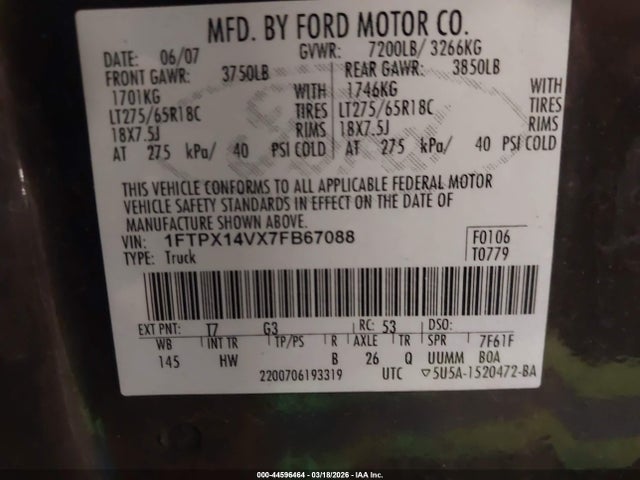 MFD. BY FORD MOTOR CO.
DATE: 06/07 GVWR: 7200LB/ 3266KG
FRONT GAWR: 3750LB REAR GAWR: 3850LB
1701KG WITH 1746KG WITH
LT275/65R18C TIRES LT275/65R18C TIRES
18X7.5J RIMS 18X7.5J RIMS
AT 275 kPa/ 40 PSI COLD AT 275 kPa/ 40 PSI COLD
THIS VEHICLE CONFORMS TO ALL APPLICABLE FEDERAL MOTOR
VEHICLE SAFETY STANDARDS IN EFFECT ON THE DATE OF
MANUFACTURE SHOWN ABOVE.
VIN: 1FTPX14VX7FB67088 F0106
TYPE: Truck T0779
EXT PNT: T7 G3 RC: 53 DSO:
WB INT TR TP/PS R AXLE TR SPR 7F61F
145 HW B 26 Q UUMM BOA
2200706193319 UTC ▽5U5A-1520472-BA
000-44596464 - 03/18/2026 - IAA Inc.